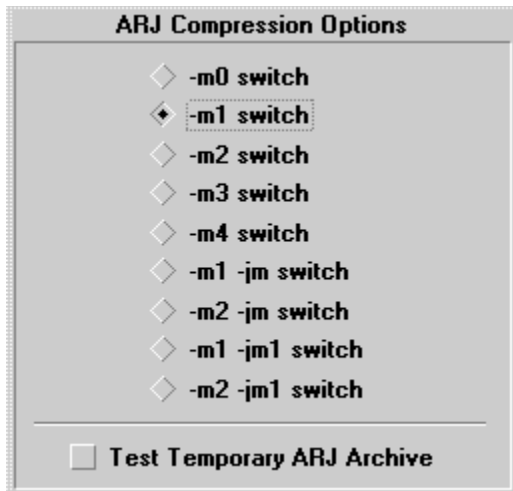 ARJ Compression Options
-m0 switch
-m1 switch
-m2 switch
-m3 switch
-m4 switch
-m1 -jm switch
-m2 -jm switch
-m1 -jm1 switch
-m2 -jm1 switch
Test Temporary ARJ Archive